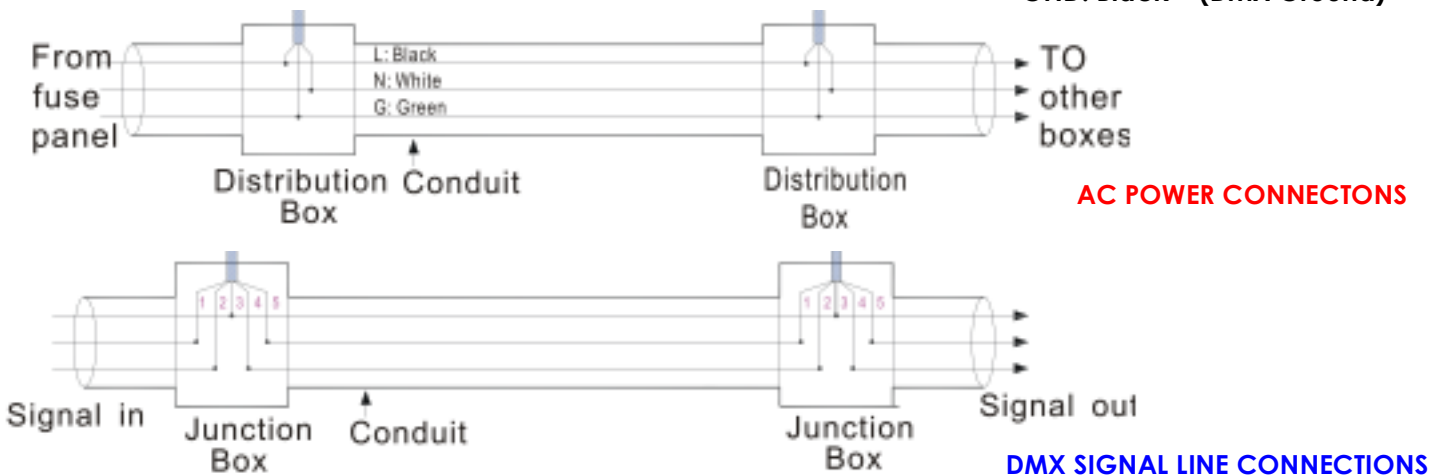 From
fuse
panel
L: Black
N: White
G: Green
TO
other
boxes
Distribution
Box
Conduit
Distribution
Box
AC POWER CONNECTONS
1 2 3 4 5
1 2 3 4 5
Signal in
Junction
Box
Conduit
Junction
Box
Signal out
DMX SIGNAL LINE CONNECTIONS